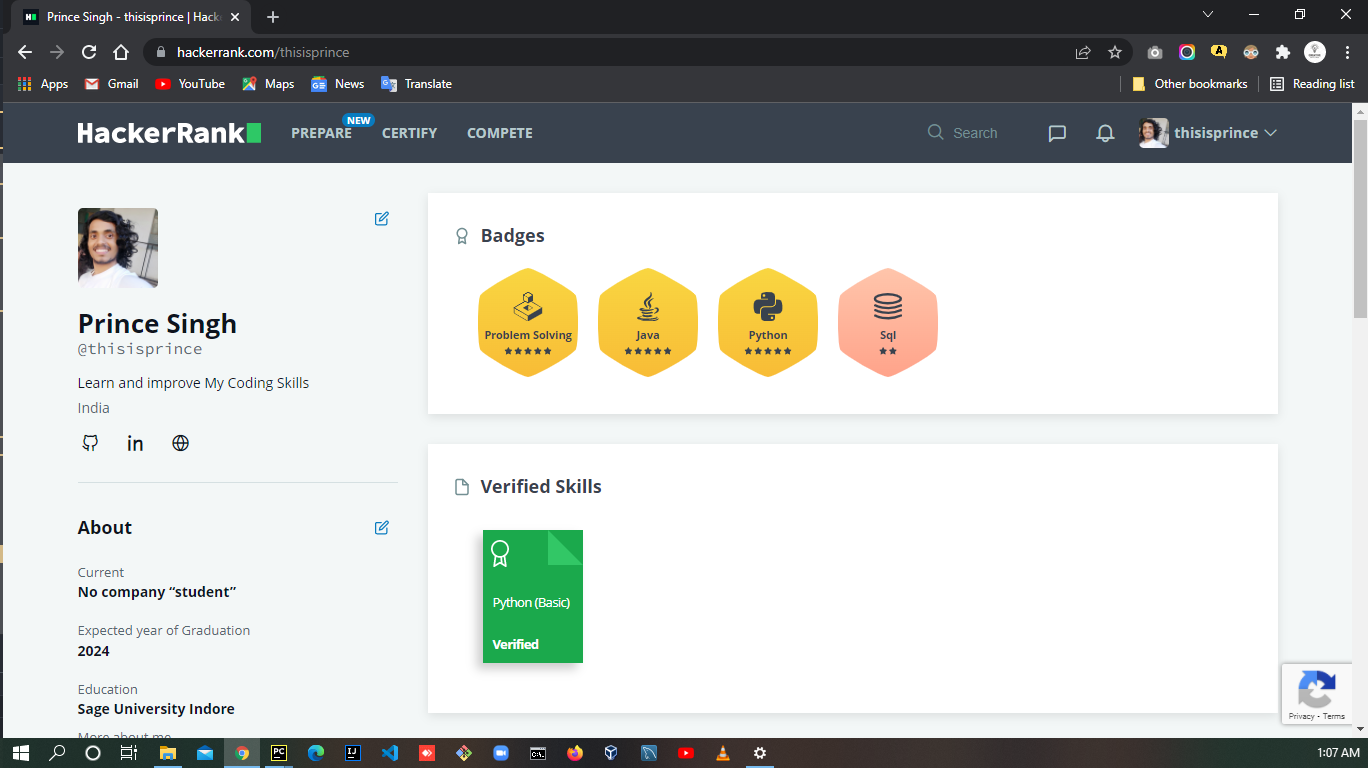 Prince Singh - thisisprince | Hack
hackerrank.com/thisisprince
Apps Gmail YouTube Maps News Translate Other bookmarks Reading list
HackerRank PREPARE NEW CERTIFY COMPETE Search thisisprince
Prince Singh
@thisisprince
Learn and improve My Coding Skills
India
in
About
Current
No company “student”
Expected year of Graduation
2024
Education
Sage University Indore
More about me
Badges
Problem Solving Java Python Sql
Verified Skills
Python (Basic)
Verified
Privacy - Terms
1:07 AM